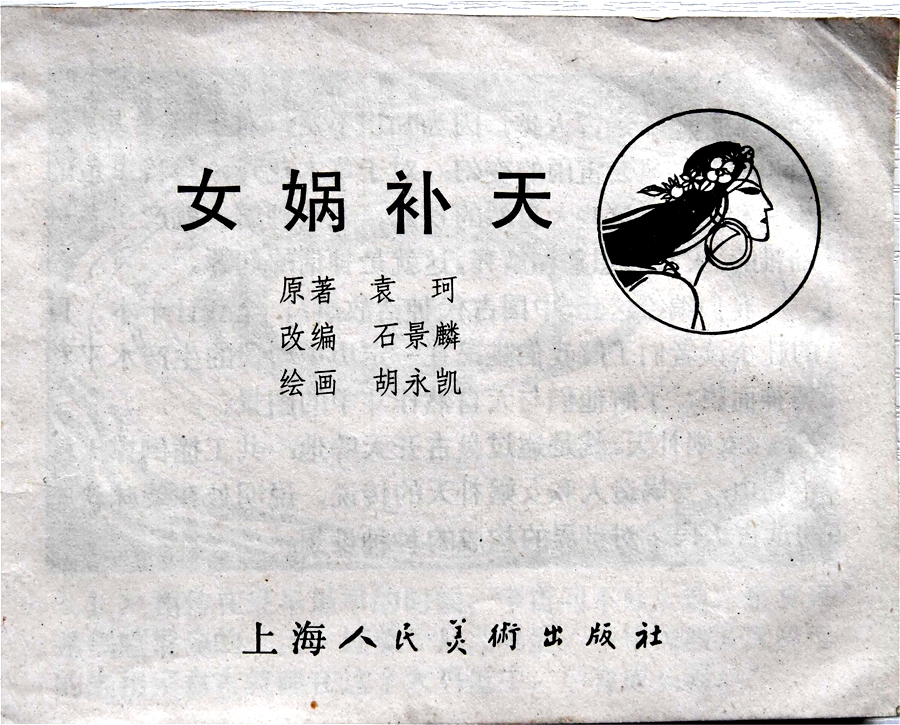 女娲补天
原著 袁珂
改编 石景麟
绘画 胡永凯
上海人民美術出版社